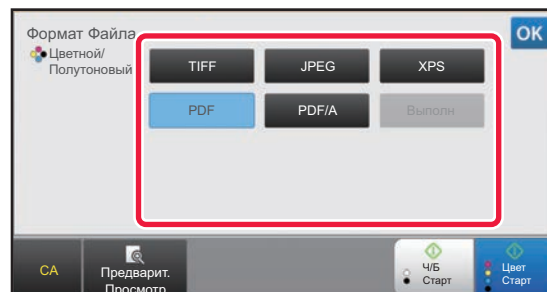 Формат Файла
OK
Цветной/
Полутоновый
TIFF
JPEG
XPS
PDF
PDF/A
Выполн
CA
Предварит.
Просмотр
Ч/Б
Старт
Цвет
Старт